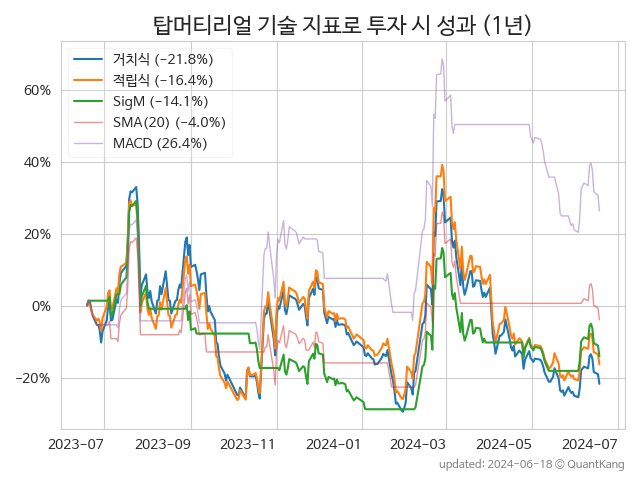 탑머티리얼 기술 지표로 투자 시 성과 (1년)
거치식 (−21.8%)
적립식 (−16.4%)
SigM (−14.1%)
SMA(20) (−4.0%)
MACD (26.4%)
60%
40%
20%
0%
−20%
2023-07 2023-09 2023-11 2024-01 2024-03 2024-05 2024-07
updated: 2024-06-18 ⓒ QuantKang